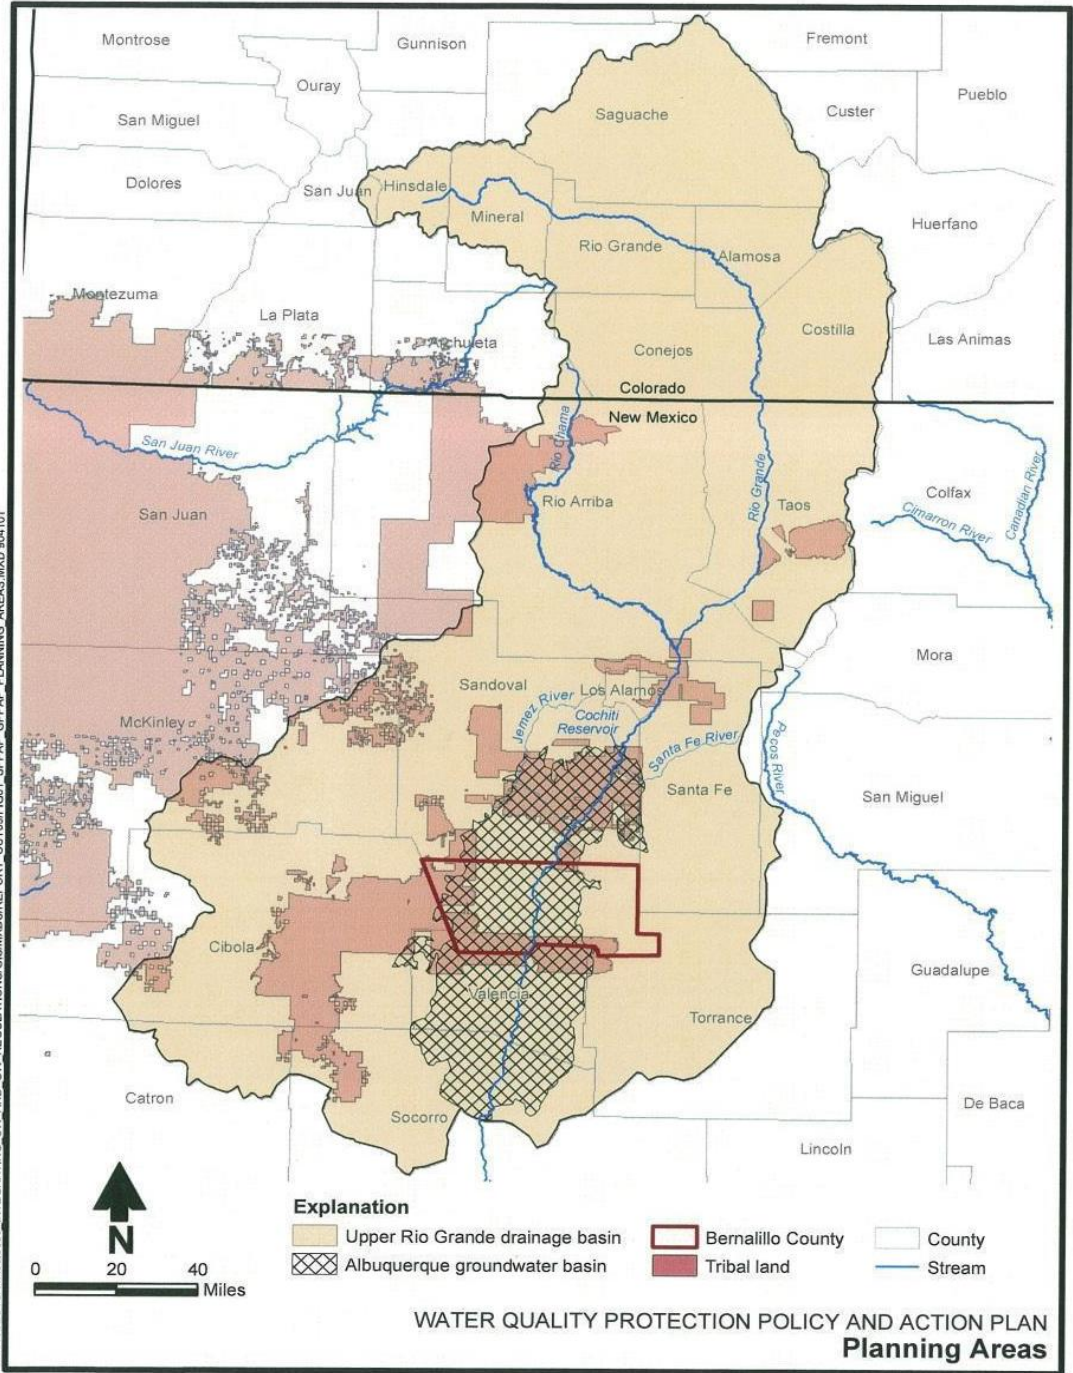 Montrose
Gunnison
Fremont
Ouray
Pueblo
Saguache
Custer
San Miguel
Dolores
San Juan
Hinsdale
Mineral
Huerfano
Rio Grande
Alamosa
Montezuma
La Plata
Archuleta
Costilla
Las Animas
Conejos
Colorado
New Mexico
San Juan River
Rio Chama
Rio Grande
Canadian River
Colfax
Cimarron River
San Juan
Rio Arriba
Taos
Mora
Sandoval
Los Alamos
Jemez River
Cochiti
Reservoir
Santa Fe River
Pecos River
McKinley
Santa Fe
San Miguel
Cibola
Guadalupe
Valencia
Torrance
Catron
Socorro
De Baca
Lincoln
N
0 20 40
Miles
Explanation
Upper Rio Grande drainage basin
Bernalillo County
County
Albuquerque groundwater basin
Tribal land
Stream
WATER QUALITY PROTECTION POLICY AND ACTION PLAN
Planning Areas